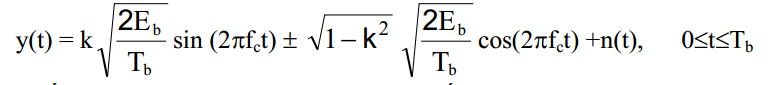 y(t) = k √(2E_b/T_b) sin (2πf_ct) ± √(1 − k²) √(2E_b/T_b) cos(2πf_ct) +n(t), 0≤t≤T_b